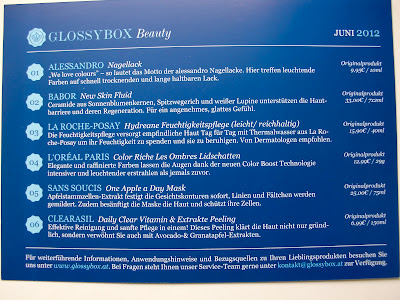 GLOSSYBOX Beauty
JUNI 2012
01 ALESSANDRO Nagellack
Originalprodukt
„We love colours" – so lautet das Motto der alessandro Nagellacke. Hier treffen leuchtende
9,95€ / 10ml
Farben auf schnell trocknenden und lange haltbaren Lack.
02 BABOR New Skin Fluid
Originalprodukt
Ceramide aus Sonnenblumenkernen, Spitzwegerich und weißer Lupine unterstützen die Haut-
33,00€ /
barriere und deren Regeneration. Für ein angenehmes, glattes Gefühl.
03 LA ROCHE-POSAY Hydreane Feuchtigkeitspflege (leicht/ reichhaltig)
Originalprodukt
Die Feuchtigkeitspflege versorgt empfindliche Haut Tag für Tag mit Thermalwasser aus La Ro-
15,90€ / 40ml
che-Posay um ihr Feuchtigkeit zu spenden und sie zu beruhigen. Von Dermatologen empfohlen.
04 L'ORÉAL PARIS Color Riche Les Ombres Lidschatten
Originalprodukt
Elegante und raffinierte Farben lassen die Augen dank der neuen Color Boost Technologie
12,99€ /
intensiver und leuchtender erstrahlen als jemals zuvor.
05 SANS SOUCIS One Apple a Day Mask
Originalprodukt
Apfelstammzellen-Extrakt festigt die Gesichtskonturen sofort, Linien und Fältchen werden
25,00€ / 75ml
gemildert. Zudem besänftigt die Maske die Haut und schützt ihre Zellen.
06 CLEARASIL Daily Clear Vitamin & Extrakte Peeling
Originalprodukt
Effektive Reinigung und sanfte Pflege in einem! Dieses Peeling klärt die Haut nicht nur gründ-
6,99€ / 150ml
lich, sondern verwöhnt Sie auch mit Avocado-& Granatapfel-Extrakten.
Für weiterführende Informationen, Anwendungshinweise und Bezugsquellen zu Ihren Lieblingsprodukten besuchen Sie
uns unter www.glossybox.at. Bei Fragen steht Ihnen unser Service-Team gerne unter kontakt@glossybox.at zur Verfügung.